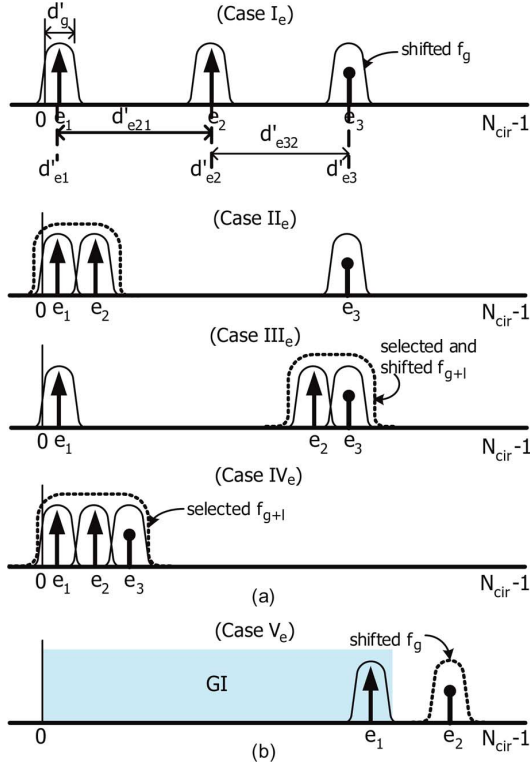 (Case Iₑ)
d'g
shifted fg
0 e₁ e₂ e₃ Ncir-1
d'e21
d'e32
d'e1 d'e2 d'e3
(Case IIₑ)
0 e₁ e₂ e₃ Ncir-1
(Case IIIₑ)
selected and
shifted fg+l
0 e₁ e₂ e₃ Ncir-1
(Case IVₑ)
selected fg+l
0 e₁ e₂ e₃ Ncir-1
(a)
(Case Vₑ)
shifted fg
GI
0 e₁ e₂ Ncir-1
(b)